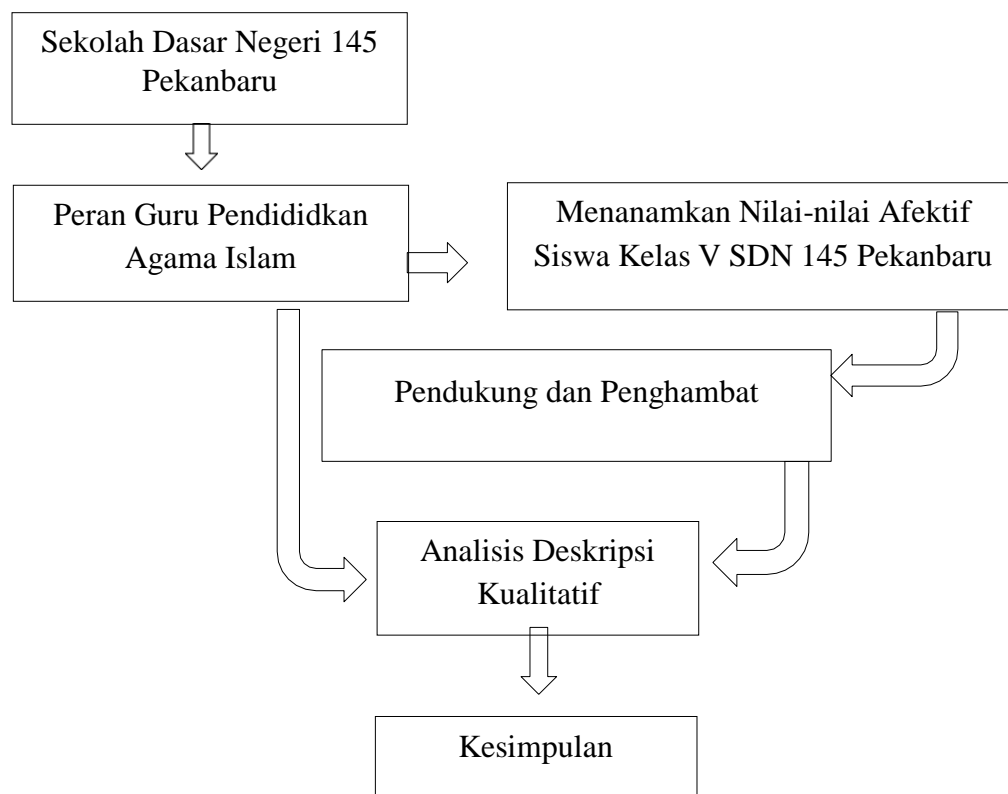 Sekolah Dasar Negeri 145
Pekanbaru
Peran Guru Pendididkan
Agama Islam
Menanamkan Nilai-nilai Afektif
Siswa Kelas V SDN 145 Pekanbaru
Pendukung dan Penghambat
Analisis Deskripsi
Kualitatif
Kesimpulan